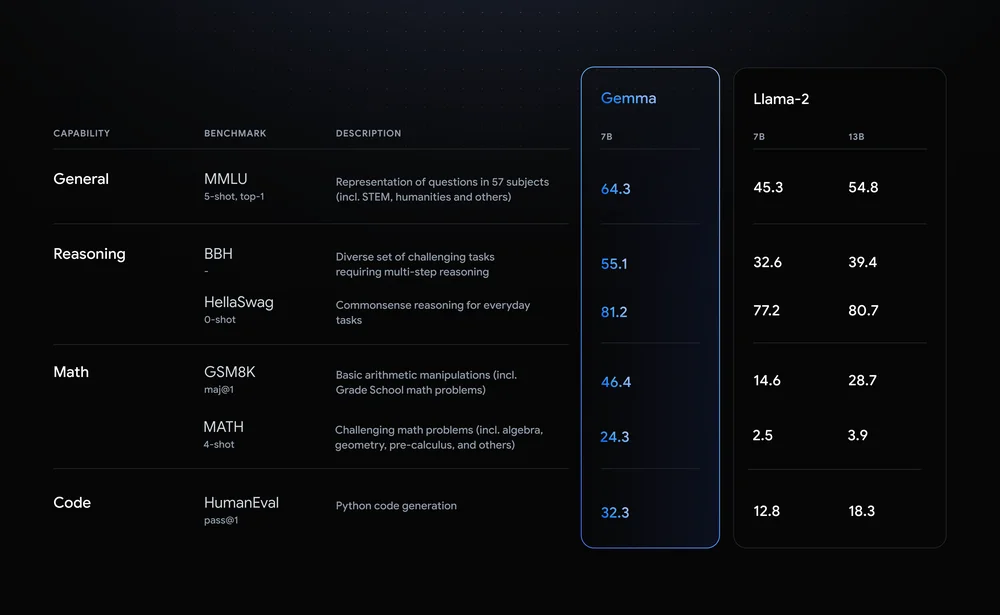 Gemma
Llama-2
CAPABILITY BENCHMARK DESCRIPTION 7B 7B 13B
General MMLU Representation of questions in 57 subjects 64.3 45.3 54.8
5-shot, top-1 (incl. STEM, humanities and others)
Reasoning BBH Diverse set of challenging tasks 55.1 32.6 39.4
- requiring multi-step reasoning
HellaSwag Commonsense reasoning for everyday 81.2 77.2 80.7
0-shot tasks
Math GSM8K Basic arithmetic manipulations (incl. 46.4 14.6 28.7
maj@1 Grade School math problems)
MATH Challenging math problems (incl. algebra, 24.3 2.5 3.9
4-shot geometry, pre-calculus, and others)
Code HumanEval Python code generation 32.3 12.8 18.3
pass@1